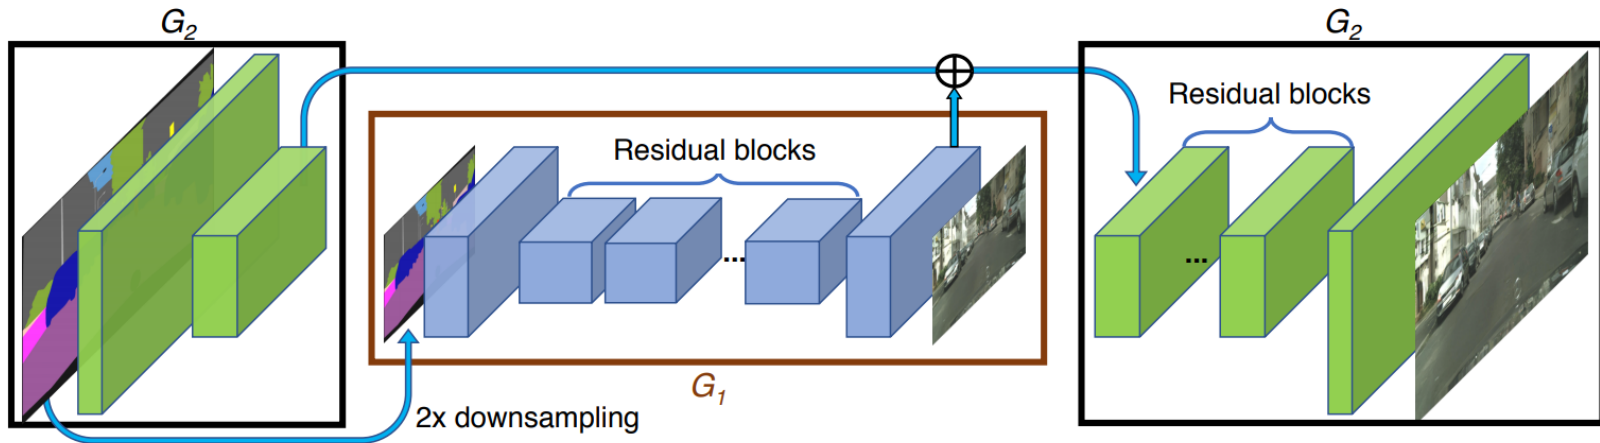 G2
G2
Residual blocks
Residual blocks
...
...
G1
2x downsampling